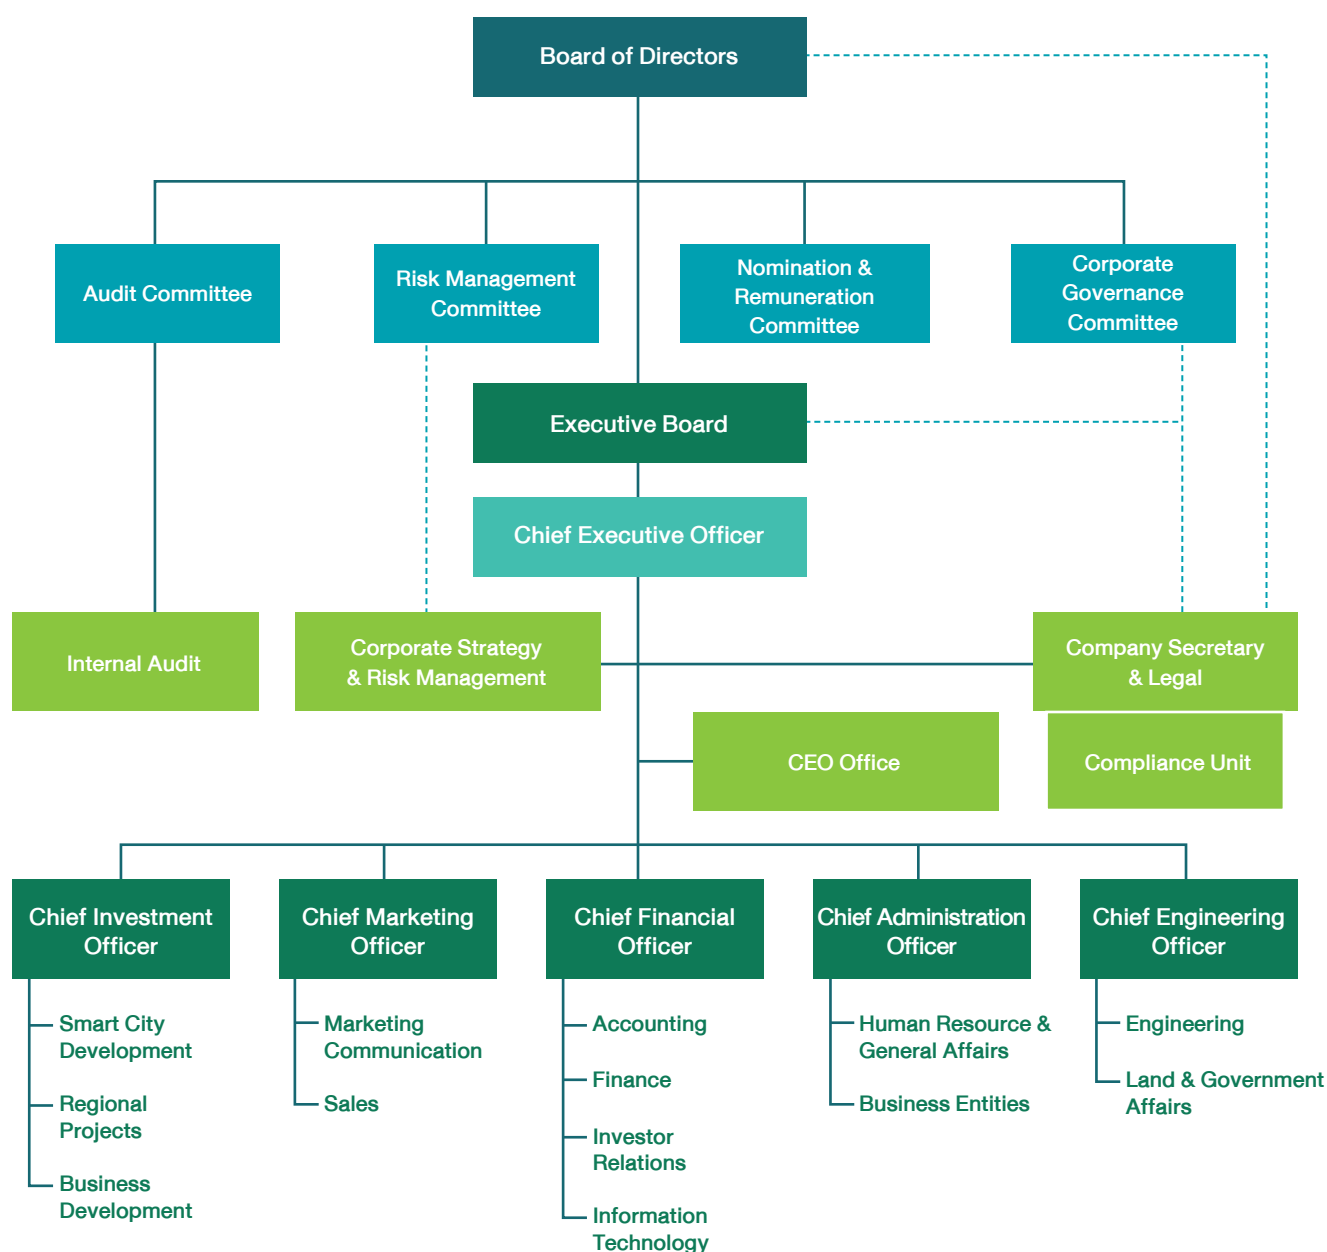 Board of Directors
Audit Committee
Risk Management
Committee
Nomination &
Remuneration
Committee
Corporate
Governance
Committee
Executive Board
Chief Executive Officer
Internal Audit
Corporate Strategy
& Risk Management
Company Secretary
& Legal
CEO Office
Compliance Unit
Chief Investment
Officer
Chief Marketing
Officer
Chief Financial
Officer
Chief Administration
Officer
Chief Engineering
Officer
Smart City
Development
Regional
Projects
Business
Development
Marketing
Communication
Sales
Accounting
Finance
Investor
Relations
Information
Technology
Human Resource &
General Affairs
Business Entities
Engineering
Land & Government
Affairs